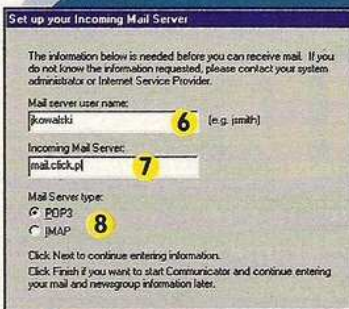 Set up your Incoming Mail Server
The information below is needed before you can receive mail. If you
do not know the information requested, please contact your system
administrator or Internet Service Provider.
Mail server user name:
jkowalski 6 (e.g. jsmith)
Incoming Mail Server:
mail.click.pl 7
Mail Server type:
POP3
IMAP 8
Click Next to continue entering information.
Click Finish if you want to start Communicator and continue entering
your mail and newsgroup information later.